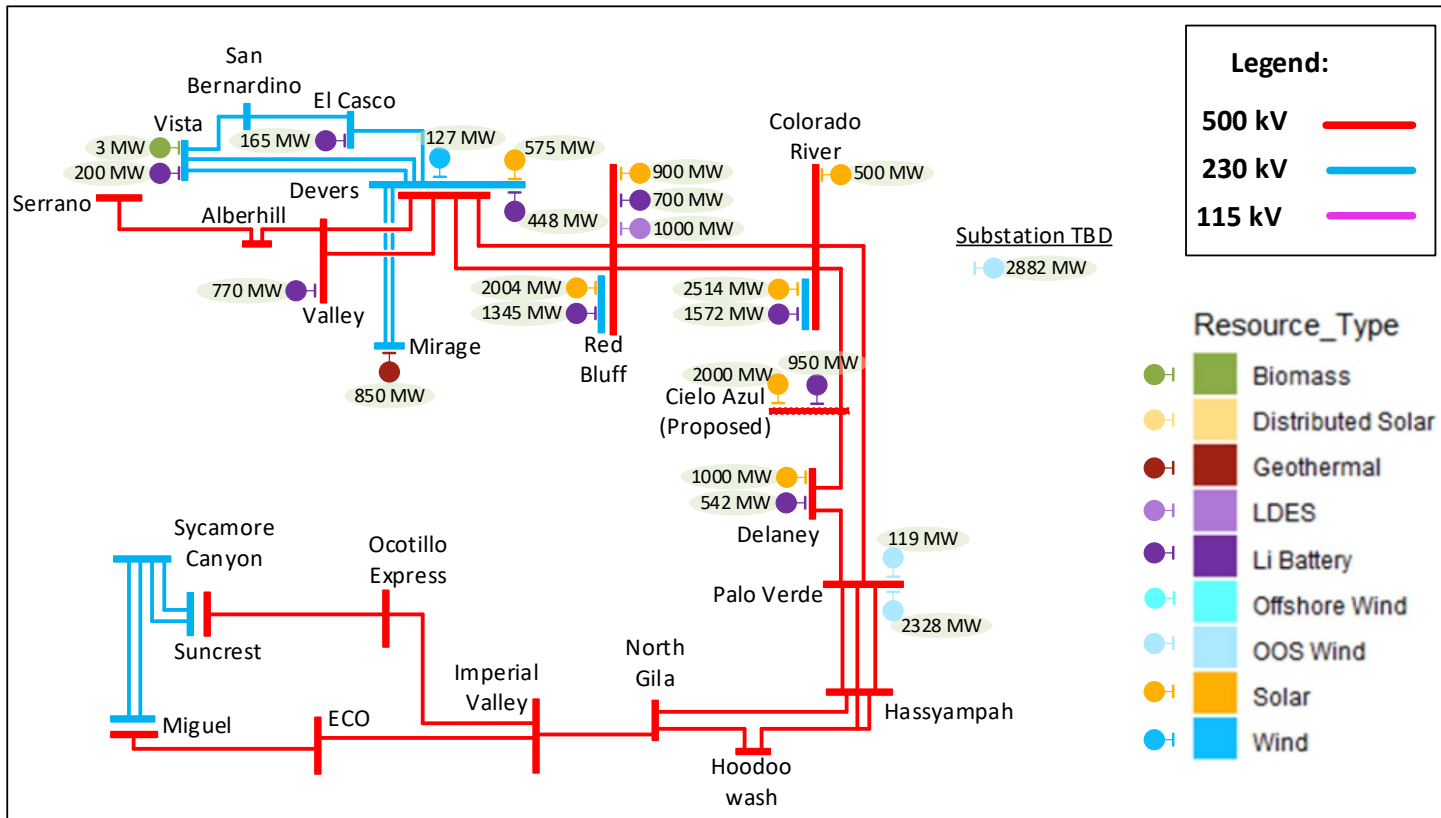 San
Bernardino
El Casco
Vista
3 MW
200 MW
165 MW
127 MW
575 MW
448 MW
Devers
Serrano
Alberhill
770 MW
Valley
Mirage
850 MW
900 MW
700 MW
1000 MW
2004 MW
1345 MW
Red
Bluff
Colorado
River
500 MW
2514 MW
1572 MW
Substation TBD
2882 MW
950 MW
2000 MW
Cielo Azul
(Proposed)
1000 MW
542 MW
Delaney
119 MW
Palo Verde
2328 MW
Hassyampah
Sycamore
Canyon
Ocotillo
Express
Suncrest
Miguel
ECO
Imperial
Valley
North
Gila
Hoodoo
wash
Legend:
500 kV
230 kV
115 kV
Resource_Type
Biomass
Distributed Solar
Geothermal
LDES
Li Battery
Offshore Wind
OOS Wind
Solar
Wind